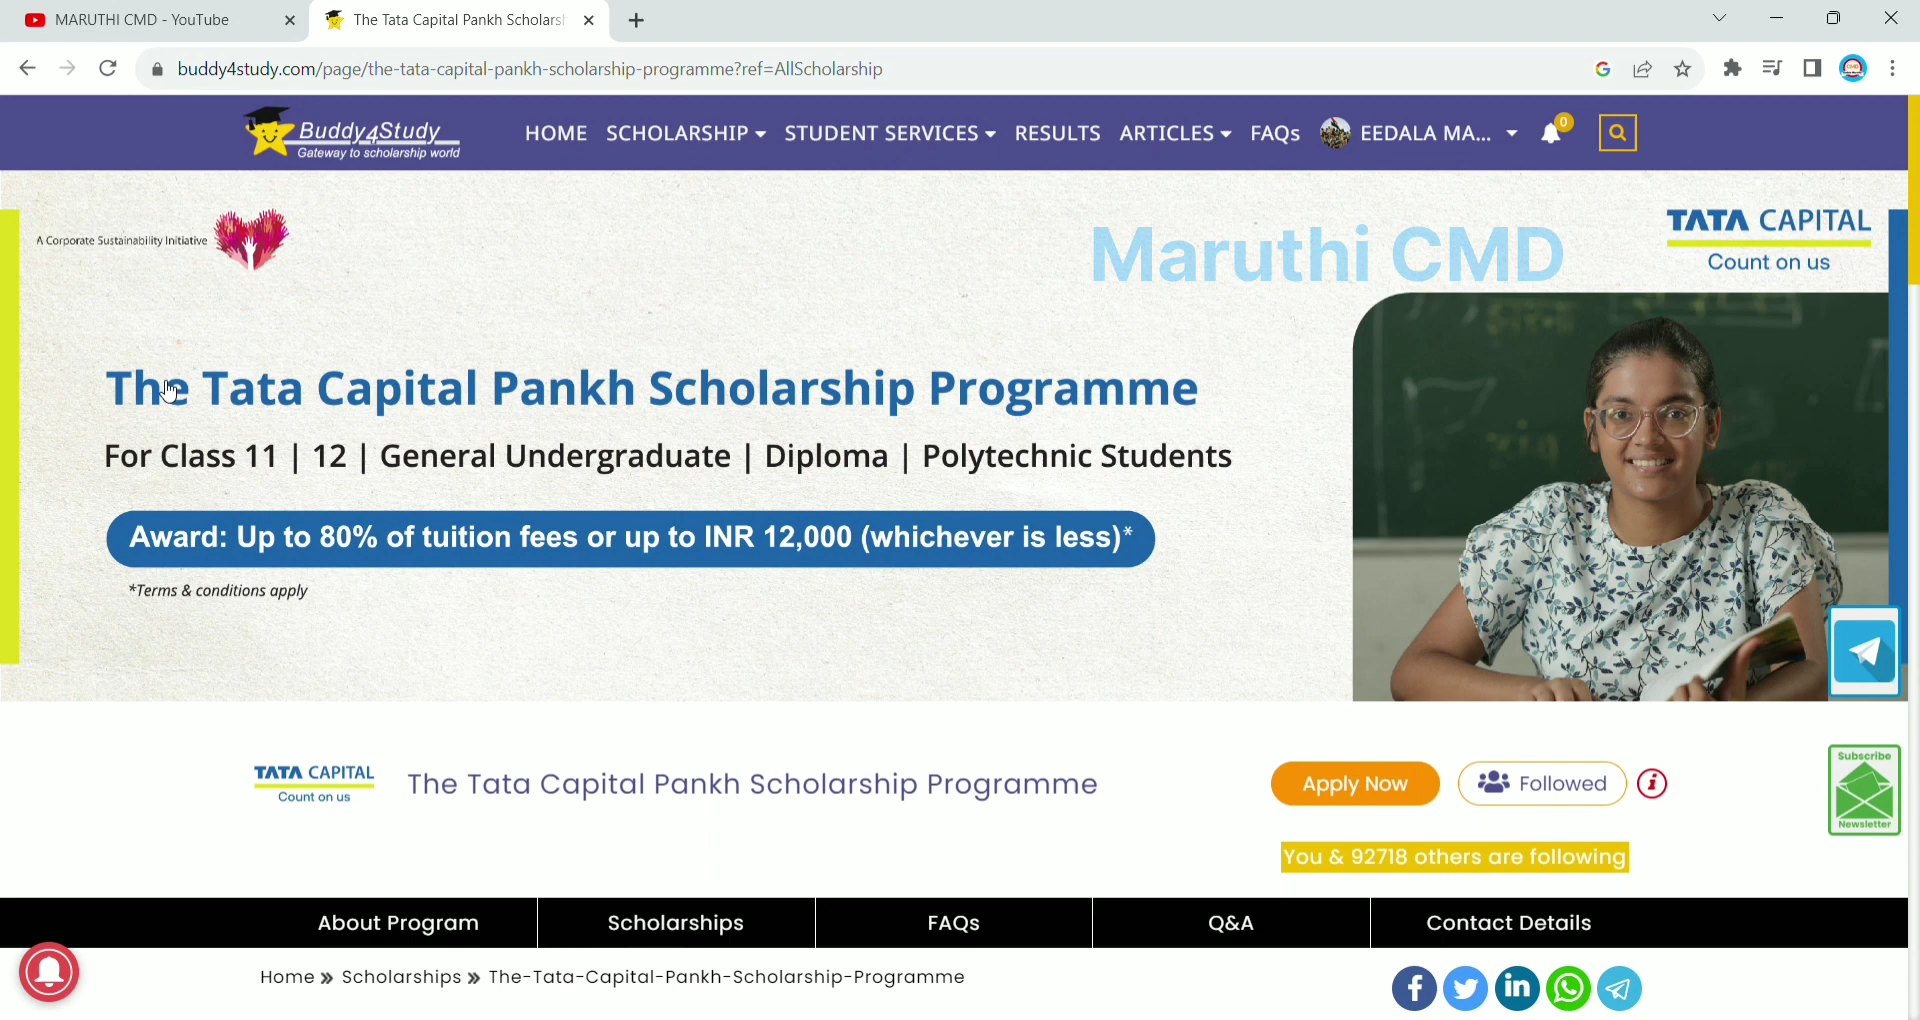 MARUTHI CMD - YouTube
The Tata Capital Pankh Scholars
buddy4study.com/page/the-tata-capital-pankh-scholarship-programme?ref=AllScholarship
Buddy4Study
Gateway to scholarship world
HOME SCHOLARSHIP STUDENT SERVICES RESULTS ARTICLES FAQs EEDALA MA... 0
A Corporate Sustainability Initiative
Maruthi CMD
TATA CAPITAL
Count on us
The Tata Capital Pankh Scholarship Programme
For Class 11 | 12 | General Undergraduate | Diploma | Polytechnic Students
Award: Up to 80% of tuition fees or up to INR 12,000 (whichever is less)*
*Terms & conditions apply
TATA CAPITAL
Count on us
The Tata Capital Pankh Scholarship Programme
Apply Now
Followed
i
Subscribe
Newsletter
You & 92718 others are following
About Program Scholarships FAQs Q&A Contact Details
Home » Scholarships » The-Tata-Capital-Pankh-Scholarship-Programme